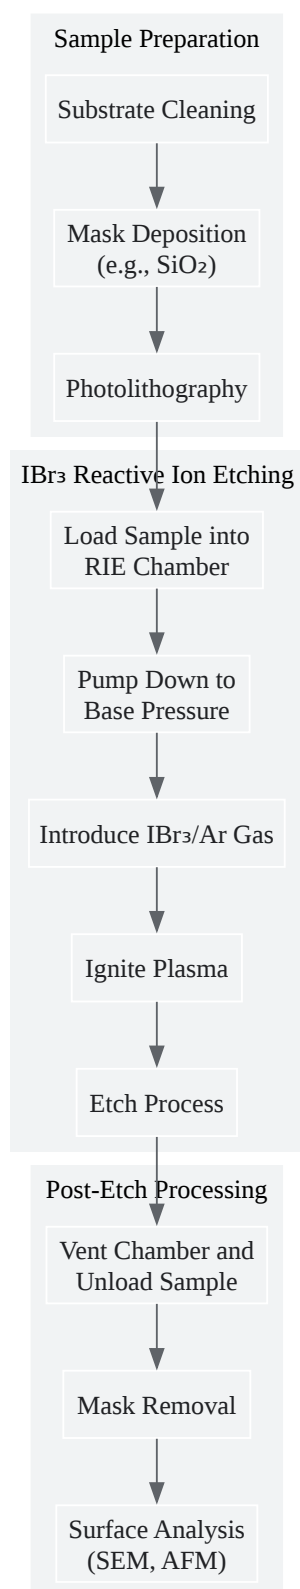 Sample Preparation
Substrate Cleaning
Mask Deposition
(e.g., SiO₂)
Photolithography
IBr₃ Reactive Ion Etching
Load Sample into
RIE Chamber
Pump Down to
Base Pressure
Introduce IBr₃/Ar Gas
Ignite Plasma
Etch Process
Post-Etch Processing
Vent Chamber and
Unload Sample
Mask Removal
Surface Analysis
(SEM, AFM)